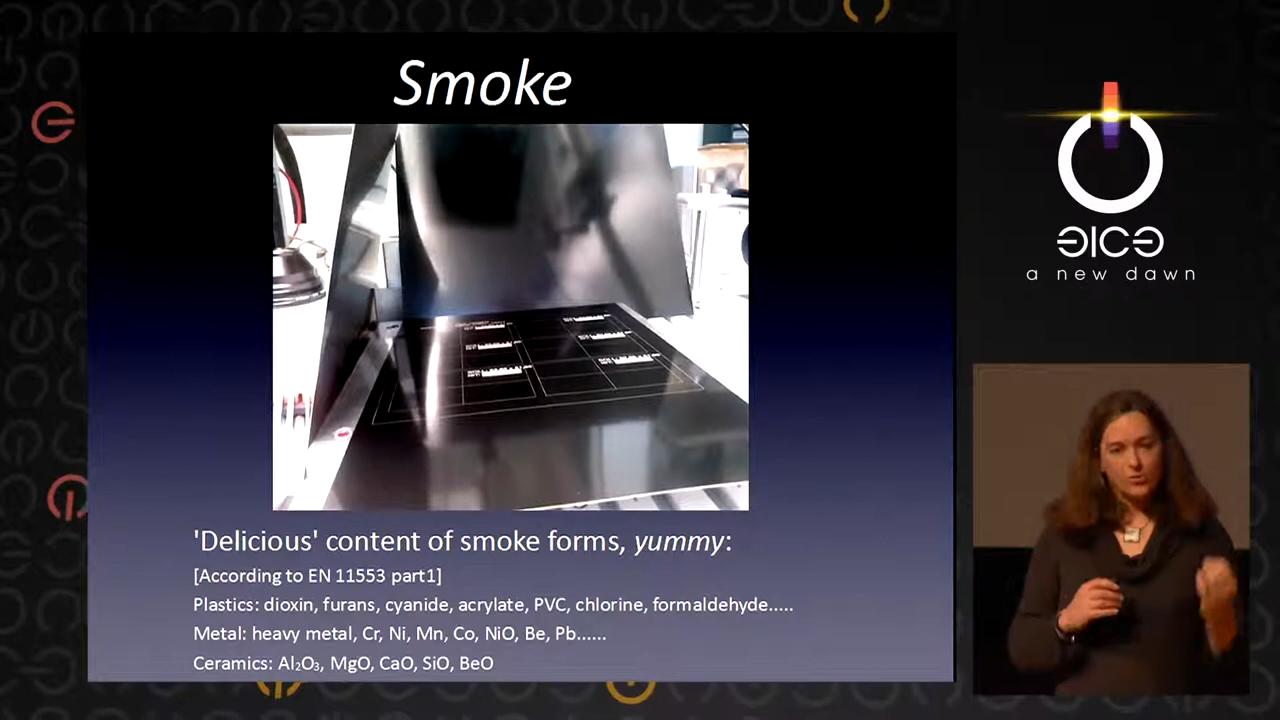 Smoke
'Delicious' content of smoke forms, yummy:
[According to EN 11553 part1]
Plastics: dioxin, furans, cyanide, acrylate, PVC, chlorine, formaldehyde.....
Metal: heavy metal, Cr, Ni, Mn, Co, NiO, Be, Pb......
Ceramics: Al₂O₃, MgO, CaO, SiO, BeO
a new dawn